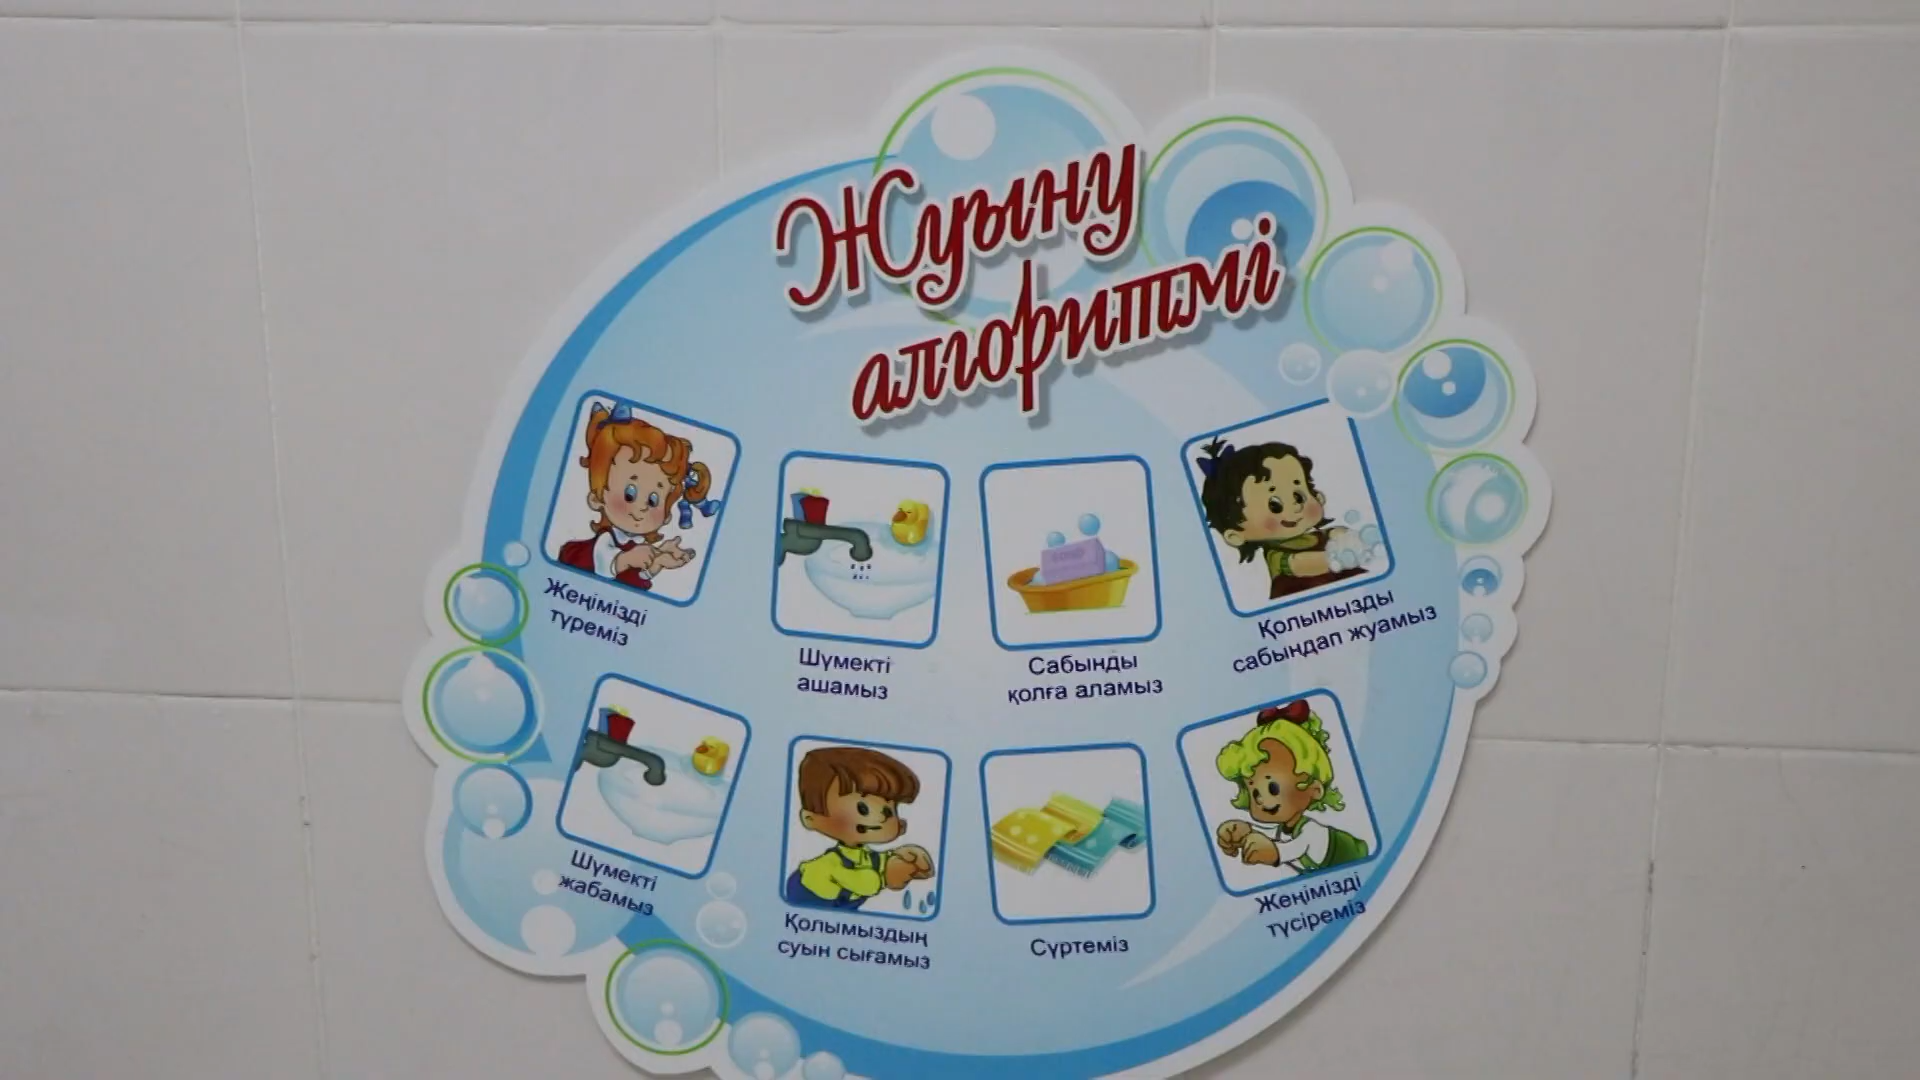 Жуыну
алгоритмі
Жеңімізді
түреміз
Шүмекті
ашамыз
Сабынды
қолға аламыз
Қолымызды
сабындап жуамыз
Шүмекті
жабамыз
Қолымыздың
суын сығамыз
Сүртеміз
Жеңімізді
түсіреміз